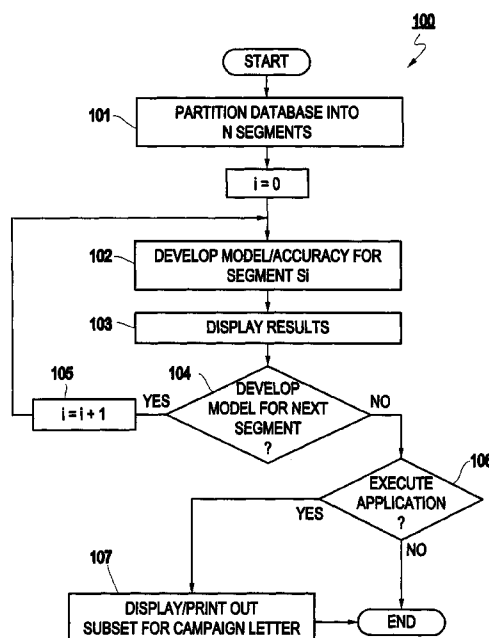 100
START
101
PARTITION DATABASE INTO
N SEGMENTS
i = 0
102
DEVELOP MODEL/ACCURACY FOR
SEGMENT Si
103
DISPLAY RESULTS
104
DEVELOP
MODEL FOR NEXT
SEGMENT
?
105
i = i + 1
YES
NO
106
EXECUTE
APPLICATION
?
YES
NO
107
DISPLAY/PRINT OUT
SUBSET FOR CAMPAIGN LETTER
END